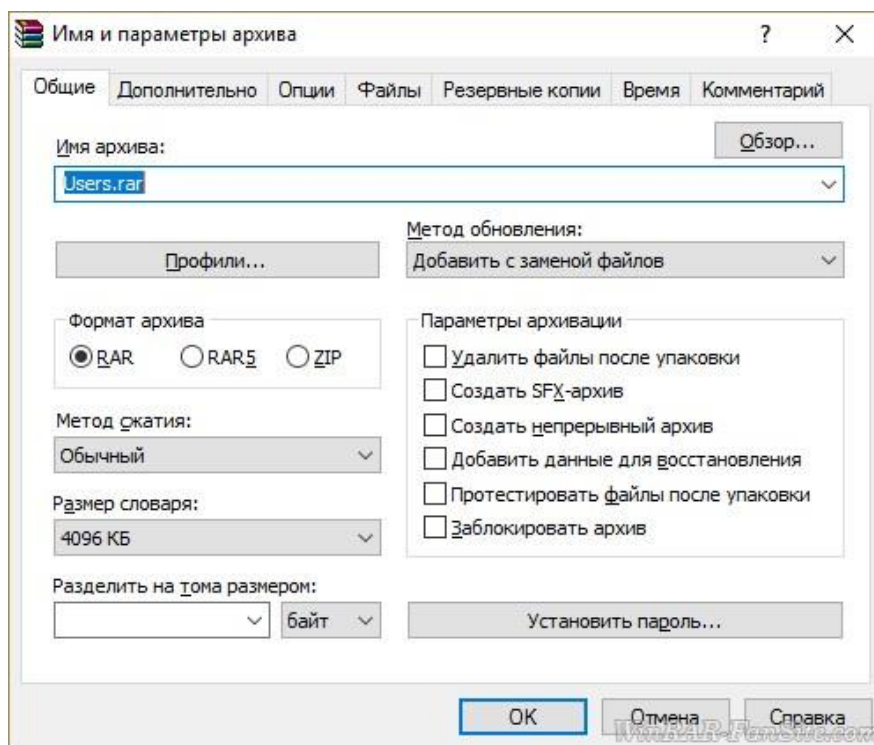 Имя и параметры архива
Общие Дополнительно Опции Файлы Резервные копии Время Комментарий
Имя архива:
Обзор...
Users.rar
Метод обновления:
Профили...
Добавить с заменой файлов
Формат архива
RAR RAR5 ZIP
Параметры архивации
Удалить файлы после упаковки
Создать SFX-архив
Создать непрерывный архив
Добавить данные для восстановления
Протестировать файлы после упаковки
Заблокировать архив
Метод сжатия:
Обычный
Размер словаря:
4096 КБ
Разделить на тома размером:
байт
Установить пароль...
OK Отмена Справка
WinRAR-FanSite.com